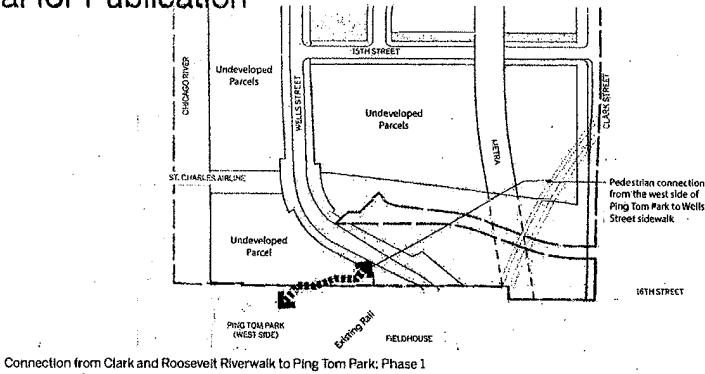 al for Publication
15TH STREET
Undeveloped
Parcels
CHICAGO RIVER
WELLS STREET
Undeveloped
Parcels
CLARK STREET
METRA
ST. CHARLES AIRLINE
Pedestrian connection
from the west side of
Ping Tom Park to Wells
Street sidewalk
Undeveloped
Parcel
16TH STREET
PING TOM PARK
(WEST SIDE)
Existing Rail
FIELDHOUSE
Connection from Clark and Roosevelt Riverwalk to Ping Tom Park: Phase 1